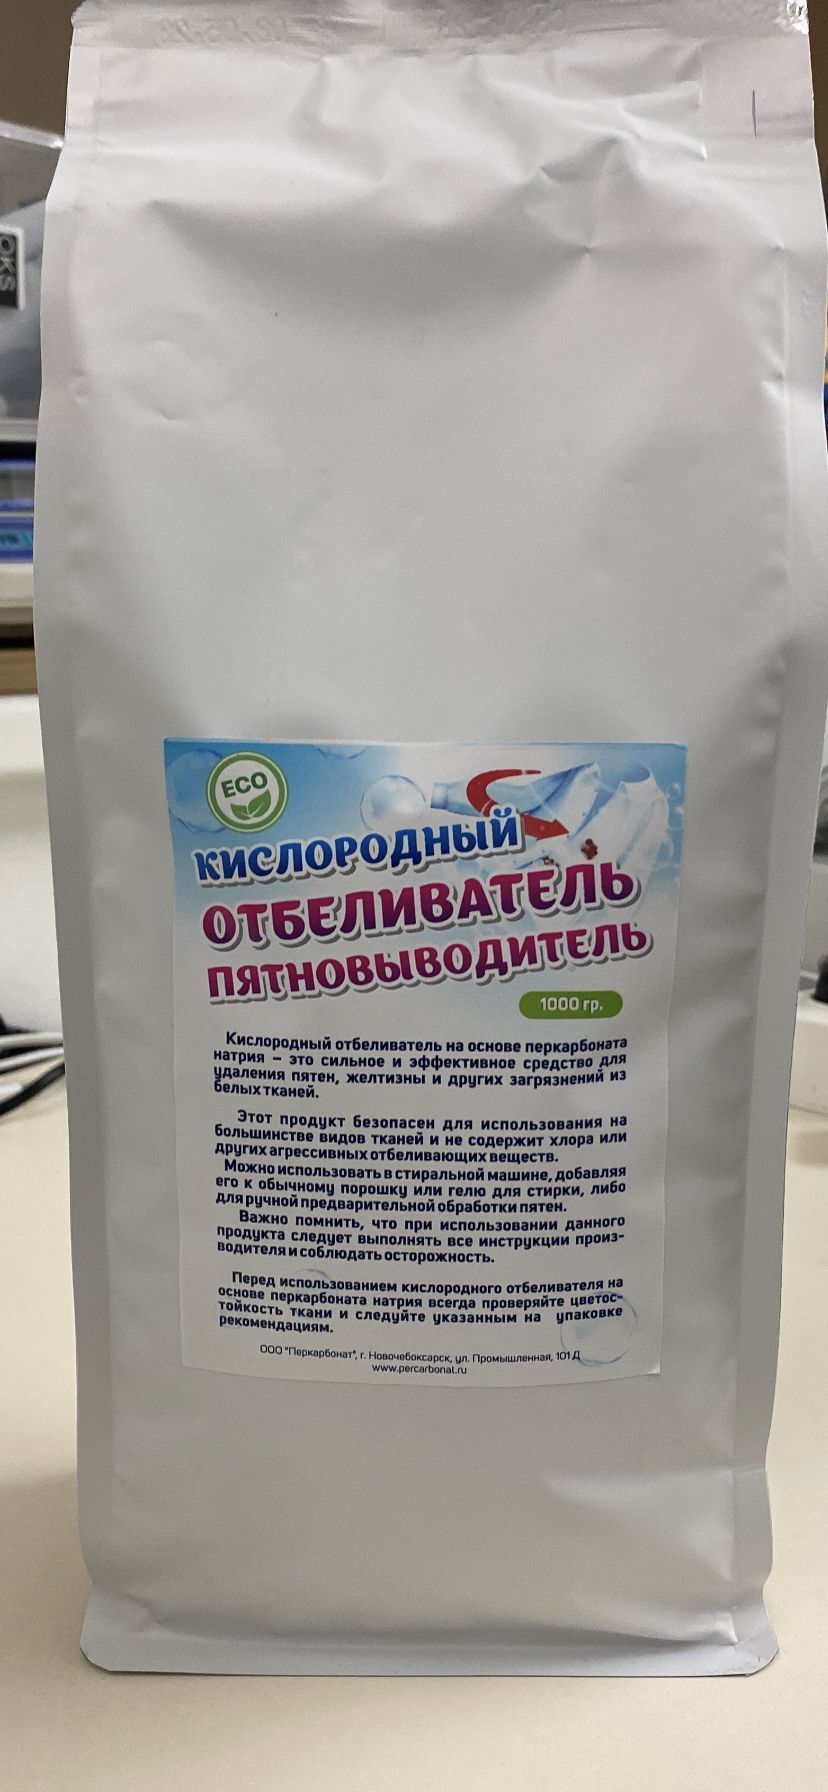 OKS
ECO
КИСЛОРОДНЫЙ
ОТБЕЛИВАТЕЛЬ
ПЯТНОВЫВОДИТЕЛЬ
1000 гр.
Кислородный отбеливатель на основе перкарбоната
натрия – это сильное и эффективное средство для
удаления пятен, желтизны и других загрязнений из
белых тканей.
Этот продукт безопасен для использования на
большинстве видов тканей и не содержит хлора или
других агрессивных отбеливающих веществ.
Можно использовать в стиральной машине, добавляя
его к обычному порошку или гелю для стирки, либо
для ручной предварительной обработки пятен.
Важно помнить, что при использовании данного
продукта следует выполнять все инструкции произ-
водителя и соблюдать осторожность.
Перед использованием кислородного отбеливателя на
основе перкарбоната натрия всегда проверяйте цветос-
тойкость ткани и следуйте указанным на упаковке
рекомендациям.
ООО "Перкарбонат", г. Новочебоксарск, ул. Промышленная, 101 Д
www.percarbonat.ru